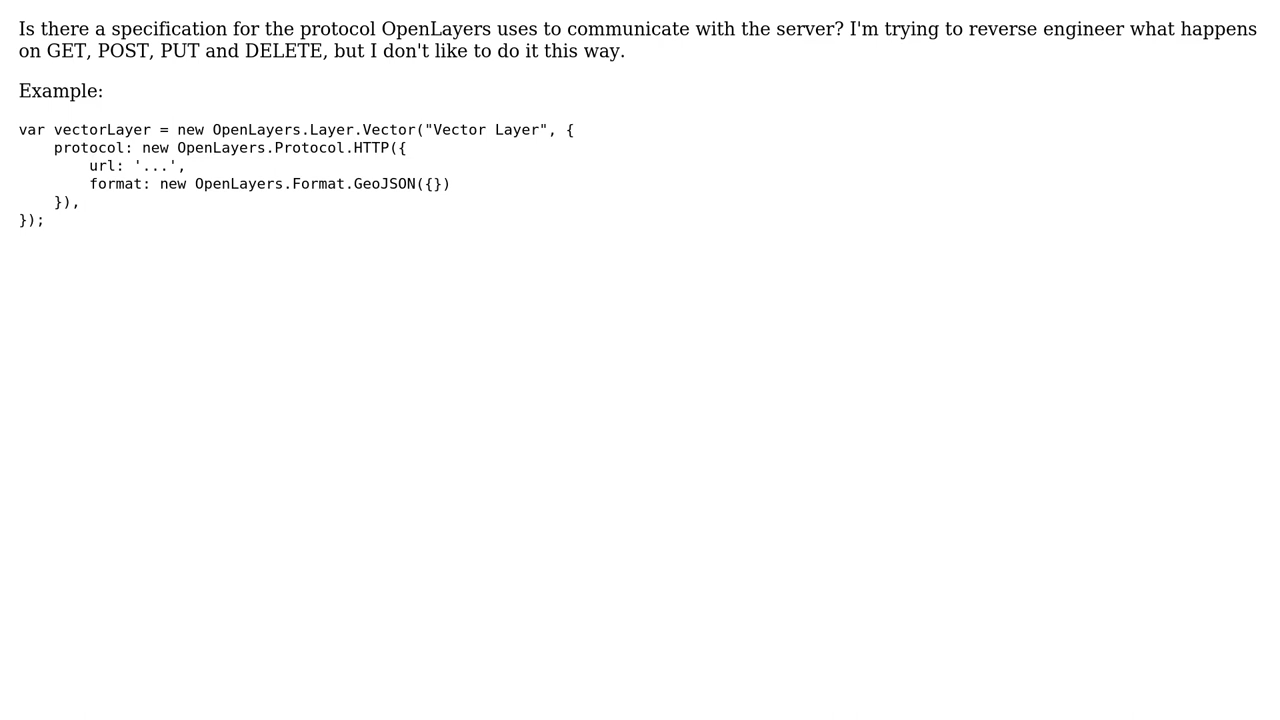 Is there a specification for the protocol OpenLayers uses to communicate with the server? I'm trying to reverse engineer what happens
on GET, POST, PUT and DELETE, but I don't like to do it this way.
Example:
var vectorLayer = new OpenLayers.Layer.Vector("Vector Layer", {
    protocol: new OpenLayers.Protocol.HTTP({
        url: '...',
        format: new OpenLayers.Format.GeoJSON({})
    }),
});